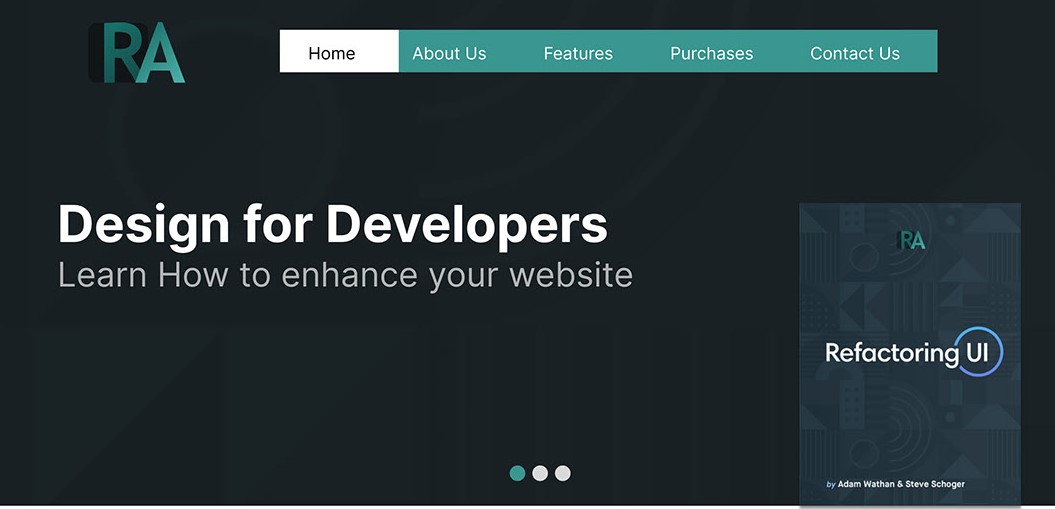 RA
Home About Us Features Purchases Contact Us
Design for Developers
Learn How to enhance your website
RA
Refactoring UI
by Adam Wathan & Steve Schoger